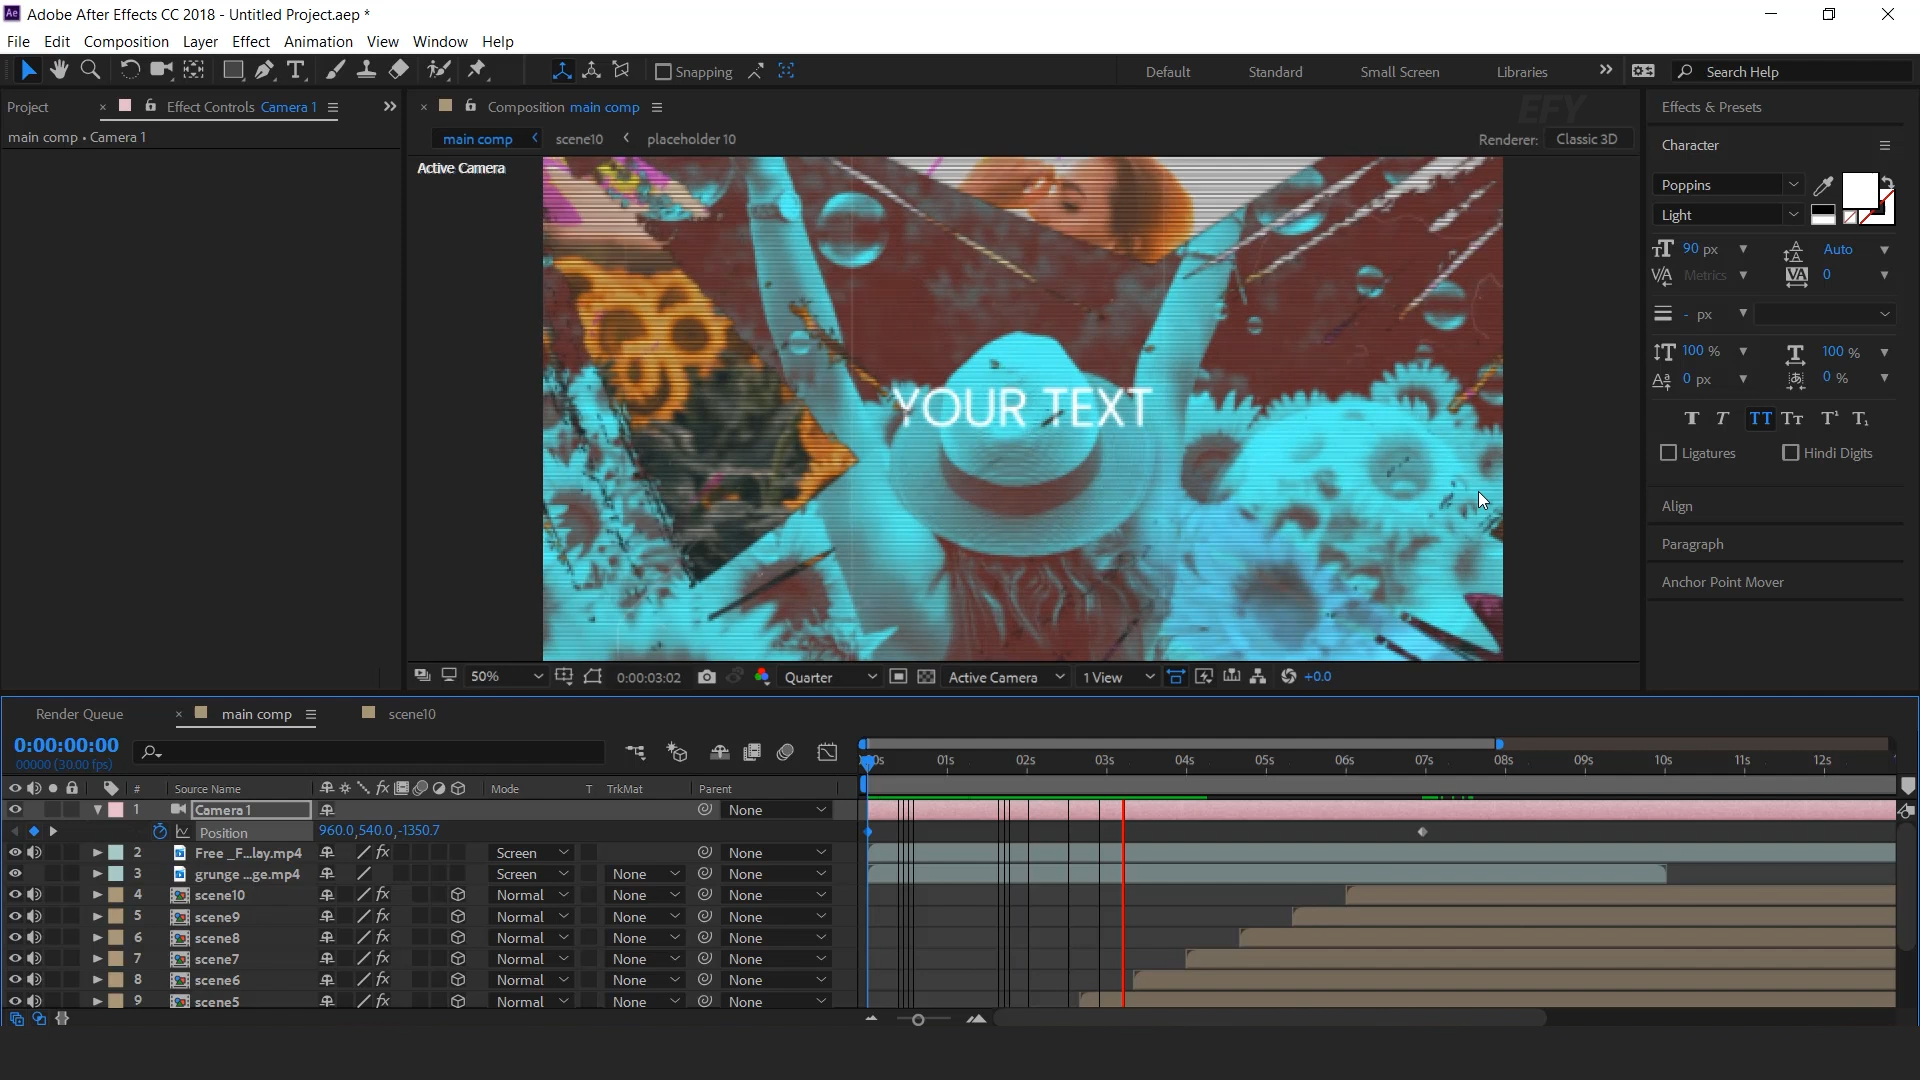 Ae Adobe After Effects CC 2018 - Untitled Project.aep *
File Edit Composition Layer Effect Animation View Window Help
Snapping Default Standard Small Screen Libraries Search Help
Project Effect Controls Camera 1 Composition main comp EFY Effects & Presets
main comp • Camera 1 main comp scene10 placeholder 10 Renderer: Classic 3D Character
Active Camera
Poppins
Light
90 px Auto
Metrics 0
- px
100 % 100 %
0 px 0 %
YOUR TEXT
Ligatures Hindi Digits
Align
Paragraph
Anchor Point Mover
50% 0:00:03:02 Quarter Active Camera 1 View +0.0
Render Queue main comp scene10
0:00:00:00
00000 (30.00 fps)
01s 02s 03s 04s 05s 06s 07s 08s 09s 10s 11s 12s
# Source Name Mode T TrkMat Parent
1 Camera 1 None
Position 960.0,540.0,-1350.7
2 Free _F...lay.mp4 Screen None
3 grunge ...ge.mp4 Screen None None
4 scene10 Normal None None
5 scene9 Normal None None
6 scene8 Normal None None
7 scene7 Normal None None
8 scene6 Normal None None
9 scene5 Normal None None